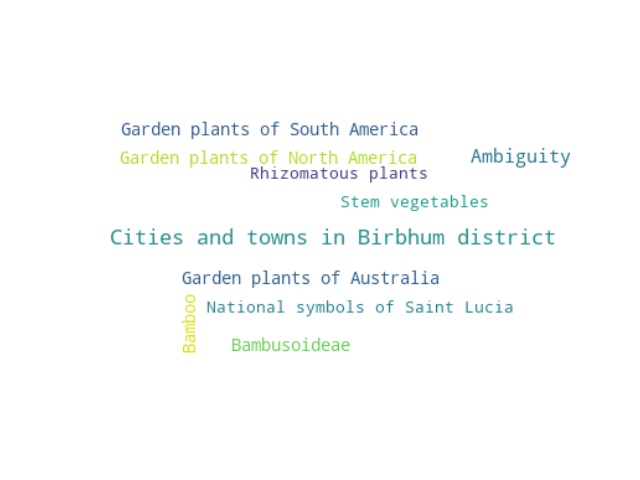 Garden plants of South America
Garden plants of North America
Ambiguity
Rhizomatous plants
Stem vegetables
Cities and towns in Birbhum district
Garden plants of Australia
Bamboo
National symbols of Saint Lucia
Bambusoideae